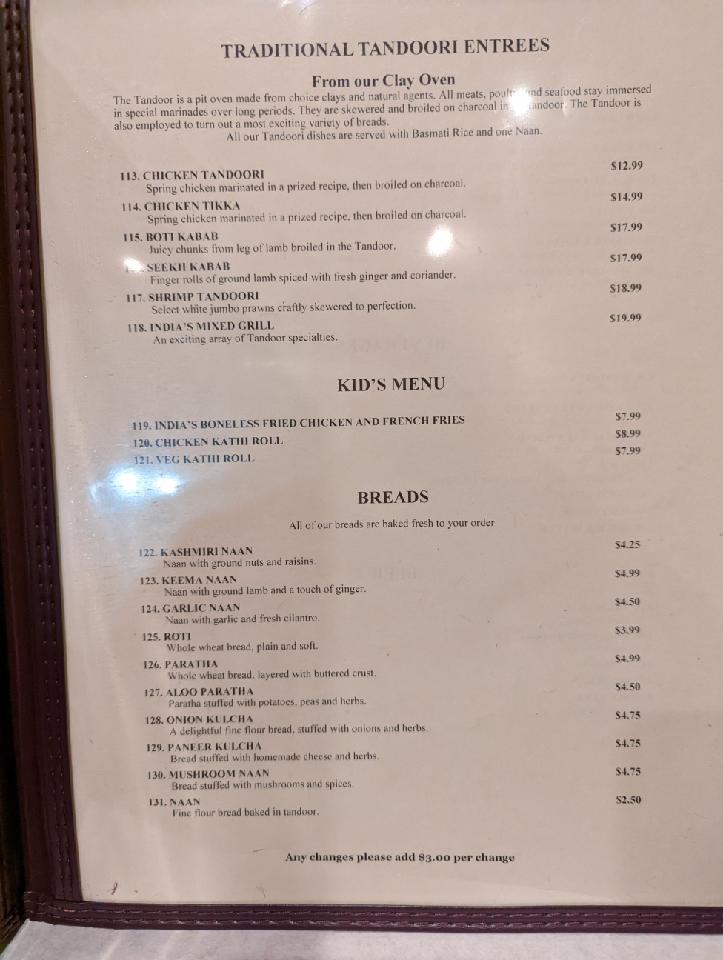 TRADITIONAL TANDOORI ENTREES
From our Clay Oven
The Tandoor is a pit oven made from choice clays and natural agents. All meats, and seafood stay immersed
in special marinades over long periods. They are skewered and broiled on charcoal in The Tandoor is
also employed to turn out a most exciting variety of breads.
All our Tandoori dishes are served with Basmati Rice and one Naan.
113. CHICKEN TANDOORI $12.99
Spring chicken marinated in a prized recipe, then broiled on charcoal.
114. CHICKEN TIKKA $14.99
Spring chicken marinated in a prized recipe, then broiled on charcoal.
115. BOTI KABAB $17.99
Juicy chunks from leg of lamb broiled in the Tandoor.
SEEKH KABAB $17.99
Finger rolls of ground lamb spiced with fresh ginger and coriander.
117. SHRIMP TANDOORI $18.99
Select white jumbo prawns craftly skewered to perfection.
118. INDIA'S MIXED GRILL $19.99
An exciting array of Tandoor specialties.
KID'S MENU
119. INDIA'S BONELESS FRIED CHICKEN AND FRENCH FRIES $7.99
120. CHICKEN KATHI ROLL $8.99
121. VEG KATHI ROLL $7.99
BREADS
All of our breads are baked fresh to your order
122. KASHMIRI NAAN $4.25
Naan with ground nuts and raisins.
123. KEEMA NAAN $4.99
Naan with ground lamb and a touch of ginger.
124. GARLIC NAAN $4.50
Naan with garlic and fresh cilantro.
125. ROTI $3.99
Whole wheat bread, plain and soft.
126. PARATHA $4.99
Whole wheat bread, layered with buttered crust.
127. ALOO PARATHA $4.50
Paratha stuffed with potatoes, peas and herbs.
128. ONION KULCHA $4.75
A delightful fine flour bread, stuffed with onions and herbs.
129. PANEER KULCHA $4.75
Bread stuffed with homemade cheese and herbs.
130. MUSHROOM NAAN $4.75
Bread stuffed with mushrooms and spices.
131. NAAN $2.50
Fine flour bread baked in tandoor.
Any changes please add $3.00 per change